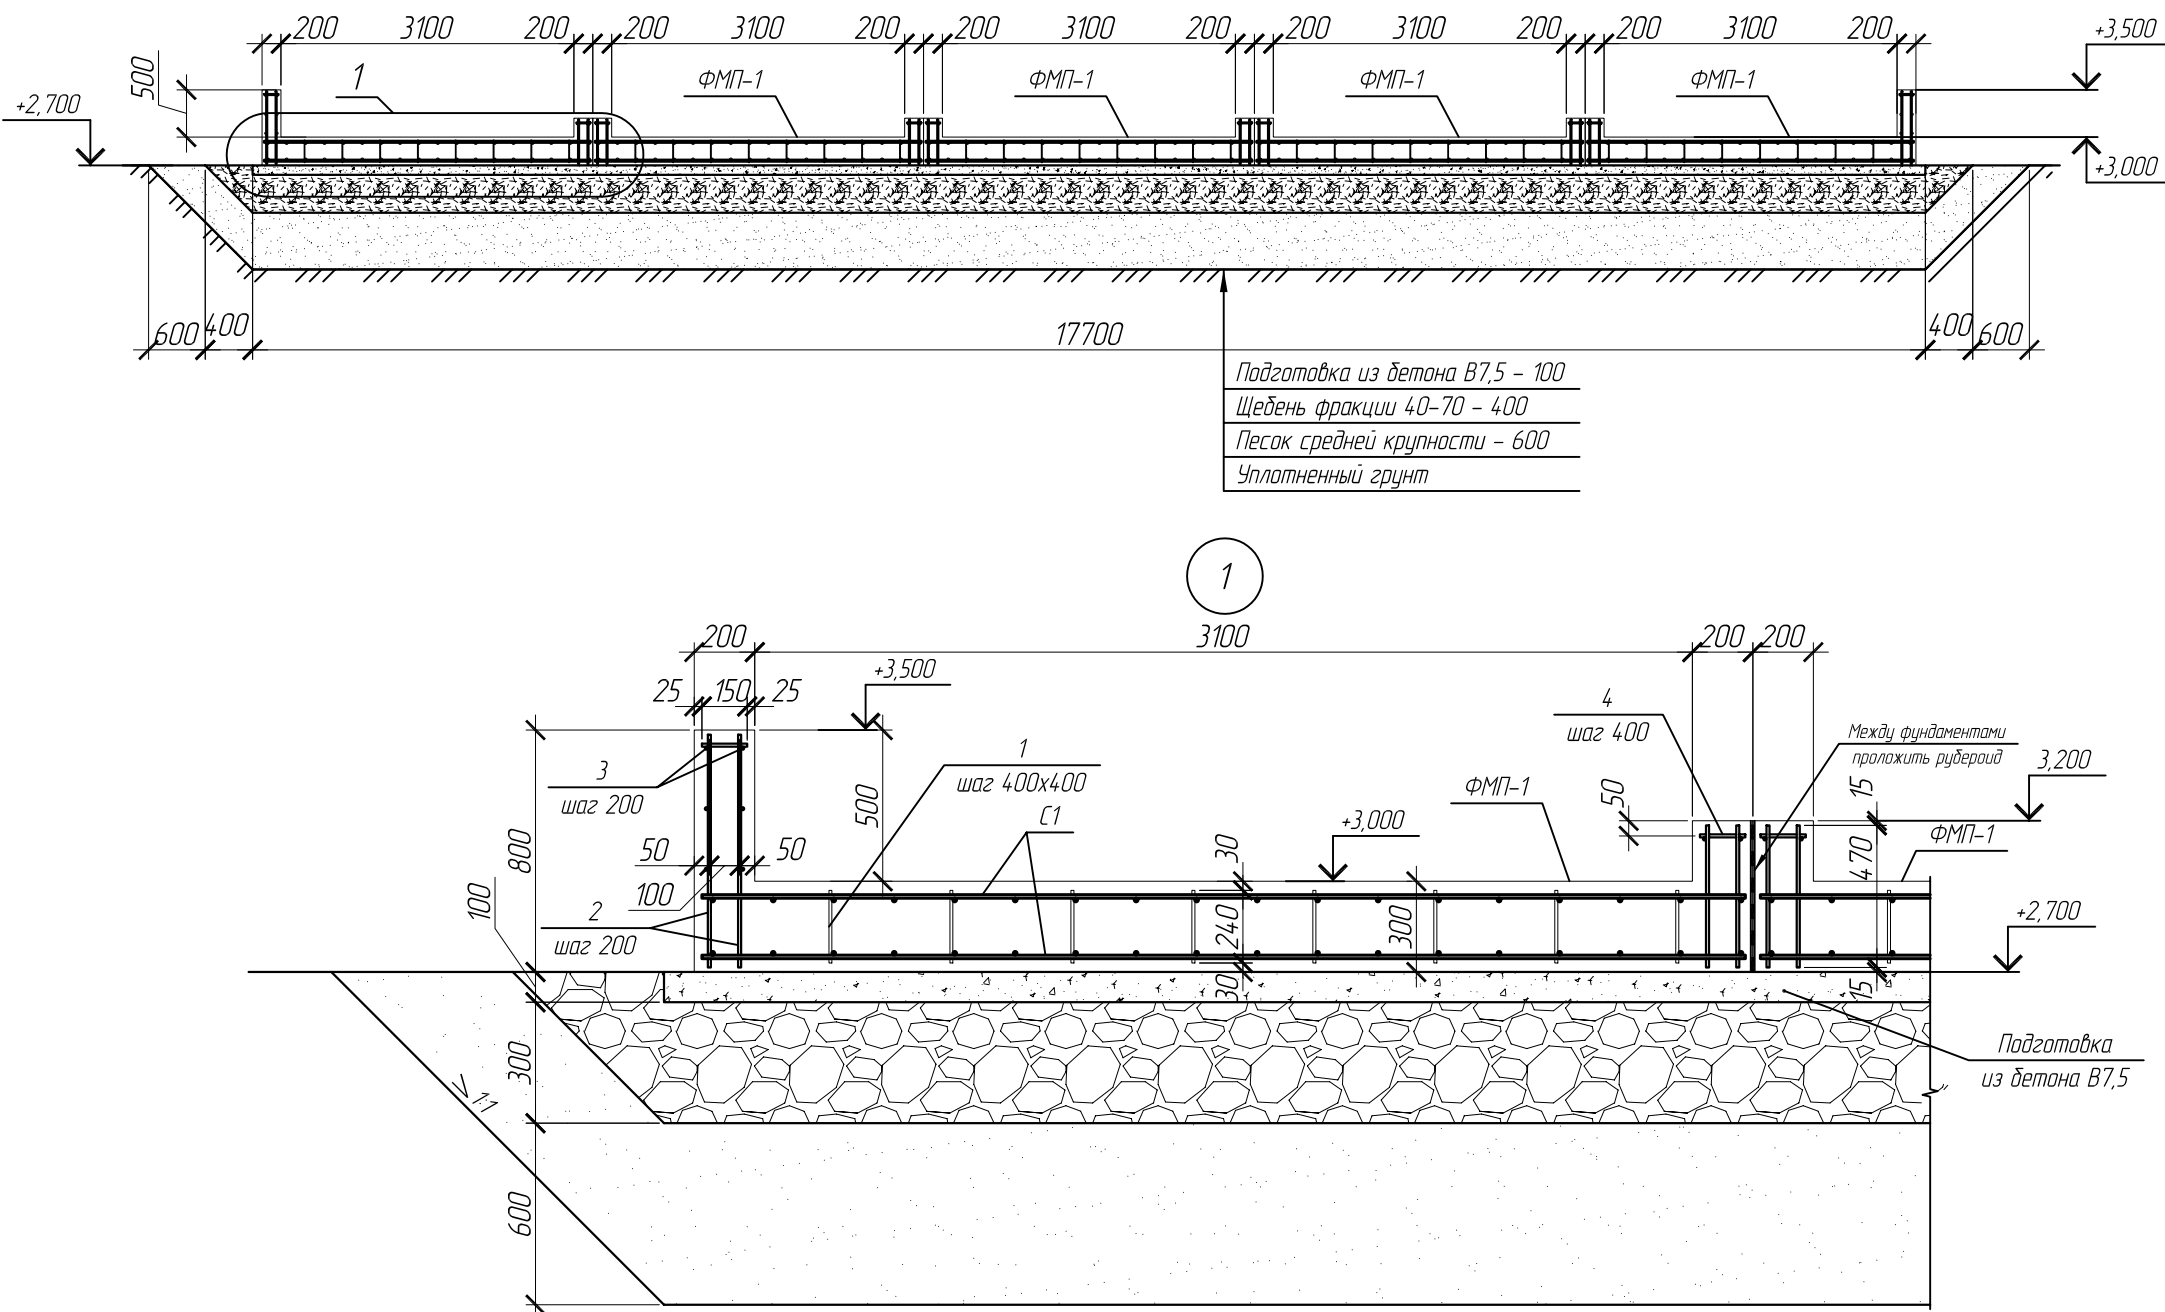 200 3100 200 200 3100 200 200 3100 200 200 3100 200 200 3100 200
+3,500
500
1
ФМП-1 ФМП-1 ФМП-1 ФМП-1
+2,700
+3,000
600 400 17700 400 600
Подготовка из бетона В7,5 - 100
Щебень фракции 40-70 - 400
Песок средней крупности - 600
Уплотненный грунт
1
200 3100 200 200
+3,500
25 150 25
4
шаг 400
Между фундаментами
проложить рубероид
3,200
3
шаг 200
1
шаг 400х400
С1
500
ФМП-1
50
15
+3,000
ФМП-1
800
50 50
30
470
100
100
2
шаг 200
240
300
+2,700
30
15
Подготовка
из бетона В7,5
300
1:1
600